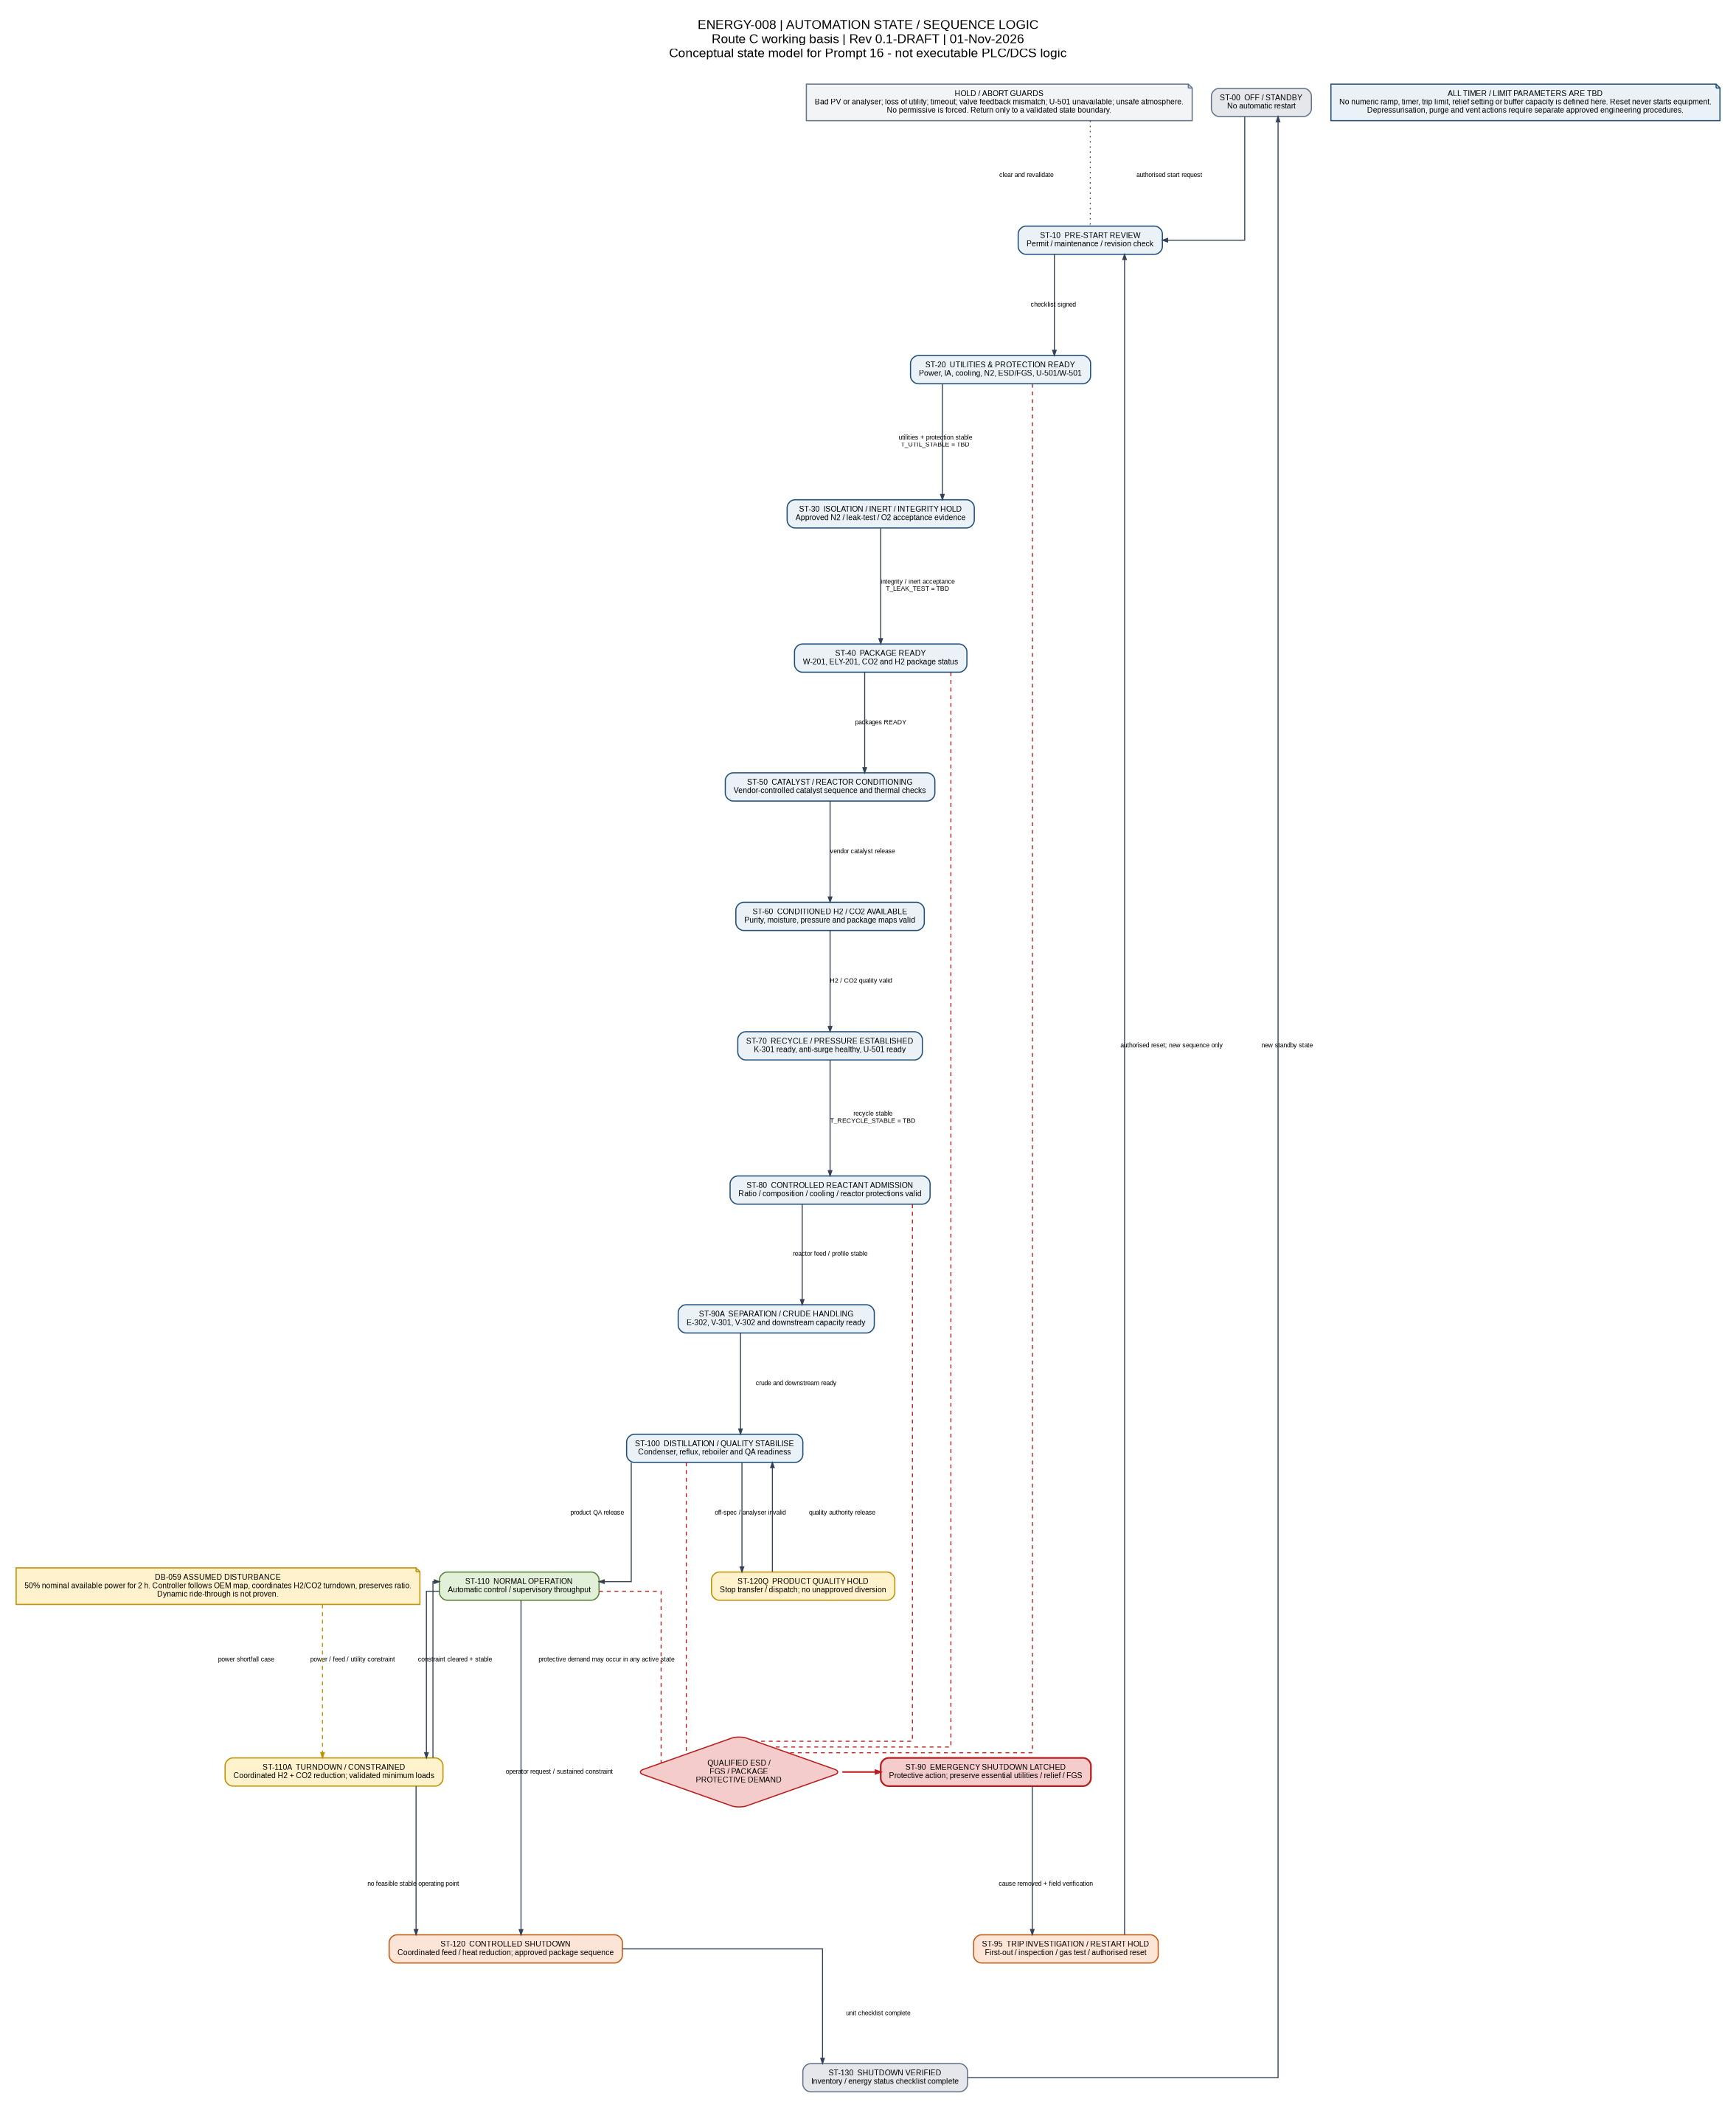 ENERGY-008 | AUTOMATION STATE / SEQUENCE LOGIC
Route C working basis | Rev 0.1-DRAFT | 01-Nov-2026
Conceptual state model for Prompt 16 - not executable PLC/DCS logic
HOLD / ABORT GUARDS
Bad PV or analyser; loss of utility; timeout; valve feedback mismatch; U-501 unavailable; unsafe atmosphere.
No permissive is forced. Return only to a validated state boundary.
ST-00 OFF / STANDBY
No automatic restart
ALL TIMER / LIMIT PARAMETERS ARE TBD
No numeric ramp, timer, trip limit, relief setting or buffer capacity is defined here. Reset never starts equipment.
Depressurisation, purge and vent actions require separate approved engineering procedures.
clear and revalidate
authorised start request
ST-10 PRE-START REVIEW
Permit / maintenance / revision check
checklist signed
ST-20 UTILITIES & PROTECTION READY
Power, IA, cooling, N2, ESD/FGS, U-501/W-501
utilities + protection stable
T_UTIL_STABLE = TBD
ST-30 ISOLATION / INERT / INTEGRITY HOLD
Approved N2 / leak-test / O2 acceptance evidence
integrity / inert acceptance
T_LEAK_TEST = TBD
ST-40 PACKAGE READY
W-201, ELY-201, CO2 and H2 package status
packages READY
ST-50 CATALYST / REACTOR CONDITIONING
Vendor-controlled catalyst sequence and thermal checks
vendor catalyst release
ST-60 CONDITIONED H2 / CO2 AVAILABLE
Purity, moisture, pressure and package maps valid
H2 / CO2 quality valid
ST-70 RECYCLE / PRESSURE ESTABLISHED
K-301 ready, anti-surge healthy, U-501 ready
authorised reset; new sequence only
new standby state
recycle stable
T_RECYCLE_STABLE = TBD
ST-80 CONTROLLED REACTANT ADMISSION
Ratio / composition / cooling / reactor protections valid
reactor feed / profile stable
ST-90A SEPARATION / CRUDE HANDLING
E-302, V-301, V-302 and downstream capacity ready
crude and downstream ready
ST-100 DISTILLATION / QUALITY STABILISE
Condenser, reflux, reboiler and QA readiness
product QA release
off-spec / analyser invalid
quality authority release
DB-059 ASSUMED DISTURBANCE
50% nominal available power for 2 h. Controller follows OEM map, coordinates H2/CO2 turndown, preserves ratio.
Dynamic ride-through is not proven.
ST-110 NORMAL OPERATION
Automatic control / supervisory throughput
ST-120Q PRODUCT QUALITY HOLD
Stop transfer / dispatch; no unapproved diversion
power shortfall case
power / feed / utility constraint
constraint cleared + stable
protective demand may occur in any active state
ST-110A TURNDOWN / CONSTRAINED
Coordinated H2 + CO2 reduction; validated minimum loads
operator request / sustained constraint
QUALIFIED ESD /
FGS / PACKAGE
PROTECTIVE DEMAND
ST-90 EMERGENCY SHUTDOWN LATCHED
Protective action; preserve essential utilities / relief / FGS
no feasible stable operating point
cause removed + field verification
ST-120 CONTROLLED SHUTDOWN
Coordinated feed / heat reduction; approved package sequence
ST-95 TRIP INVESTIGATION / RESTART HOLD
First-out / inspection / gas test / authorised reset
unit checklist complete
ST-130 SHUTDOWN VERIFIED
Inventory / energy status checklist complete